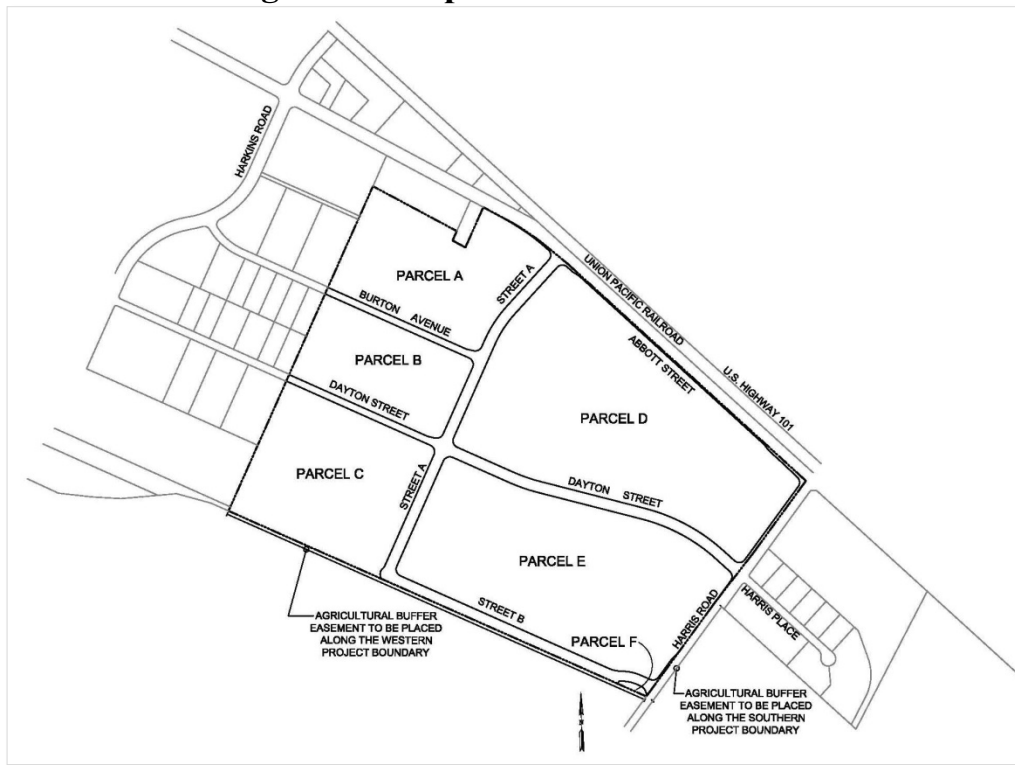 HARKINS ROAD
PARCEL A
STREET A
UNION PACIFIC RAILROAD
BURTON AVENUE
ABBOTT STREET
U.S. HIGHWAY 101
PARCEL B
DAYTON STREET
PARCEL D
PARCEL C
STREET A
DAYTON STREET
PARCEL E
STREET B
HARRIS ROAD
HARRIS PLACE
PARCEL F
AGRICULTURAL BUFFER
EASEMENT TO BE PLACED
ALONG THE WESTERN
PROJECT BOUNDARY
AGRICULTURAL BUFFER
EASEMENT TO BE PLACED
ALONG THE SOUTHERN
PROJECT BOUNDARY